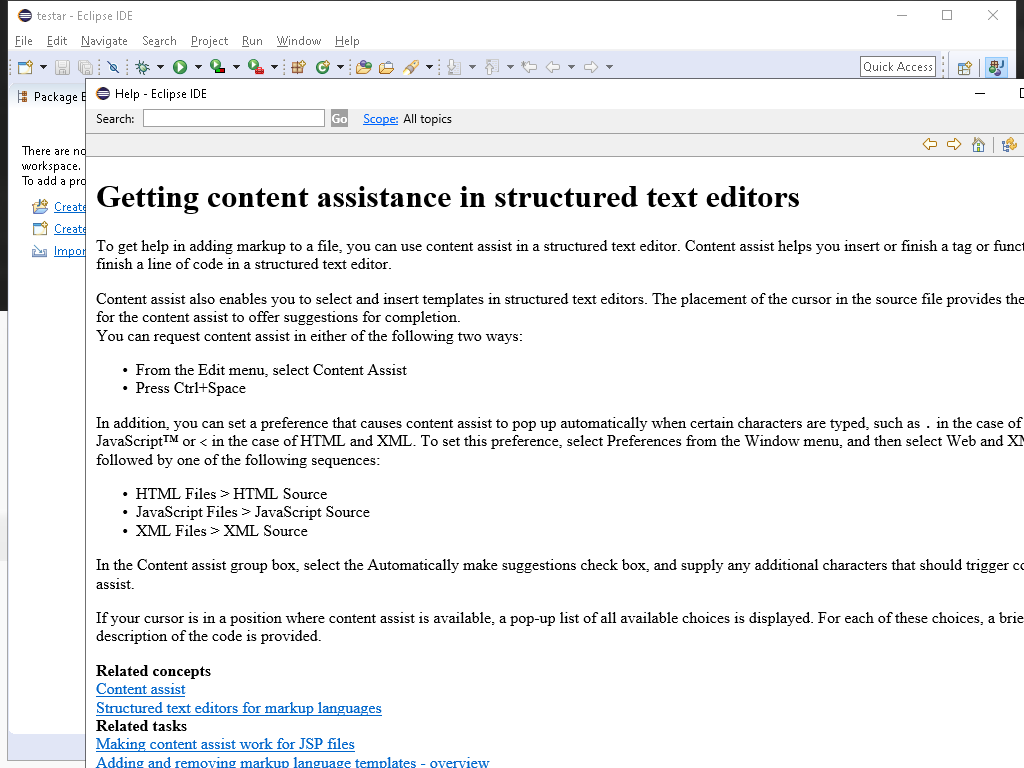 testar - Eclipse IDE
File Edit Navigate Search Project Run Window Help
Quick Access
Package E
Help - Eclipse IDE
Search: Go Scope: All topics
There are no
workspace.
To add a pro
Create
Create
Impor
Getting content assistance in structured text editors
To get help in adding markup to a file, you can use content assist in a structured text editor. Content assist helps you insert or finish a tag or funct
finish a line of code in a structured text editor.
Content assist also enables you to select and insert templates in structured text editors. The placement of the cursor in the source file provides the
for the content assist to offer suggestions for completion.
You can request content assist in either of the following two ways:
• From the Edit menu, select Content Assist
• Press Ctrl+Space
In addition, you can set a preference that causes content assist to pop up automatically when certain characters are typed, such as . in the case of
JavaScript™ or < in the case of HTML and XML. To set this preference, select Preferences from the Window menu, and then select Web and XM
followed by one of the following sequences:
• HTML Files > HTML Source
• JavaScript Files > JavaScript Source
• XML Files > XML Source
In the Content assist group box, select the Automatically make suggestions check box, and supply any additional characters that should trigger co
assist.
If your cursor is in a position where content assist is available, a pop-up list of all available choices is displayed. For each of these choices, a brie
description of the code is provided.
Related concepts
Content assist
Structured text editors for markup languages
Related tasks
Making content assist work for JSP files
Adding and removing markup language templates - overview